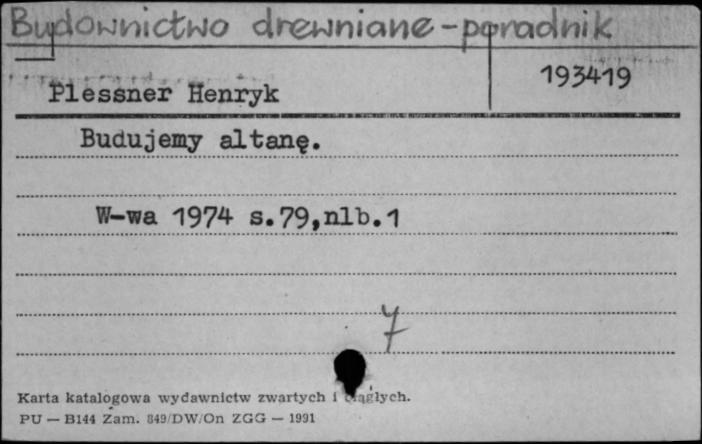 Budownictwo drewniane - poradnik
193419
Plessner Henryk
Budujemy altanę.
W-wa 1974 s.79,nlb.1
7
Karta katalogowa wydawnictw zwartych i ciągłych.
PU — B144 Zam. 849/DW/On ZGG — 1991